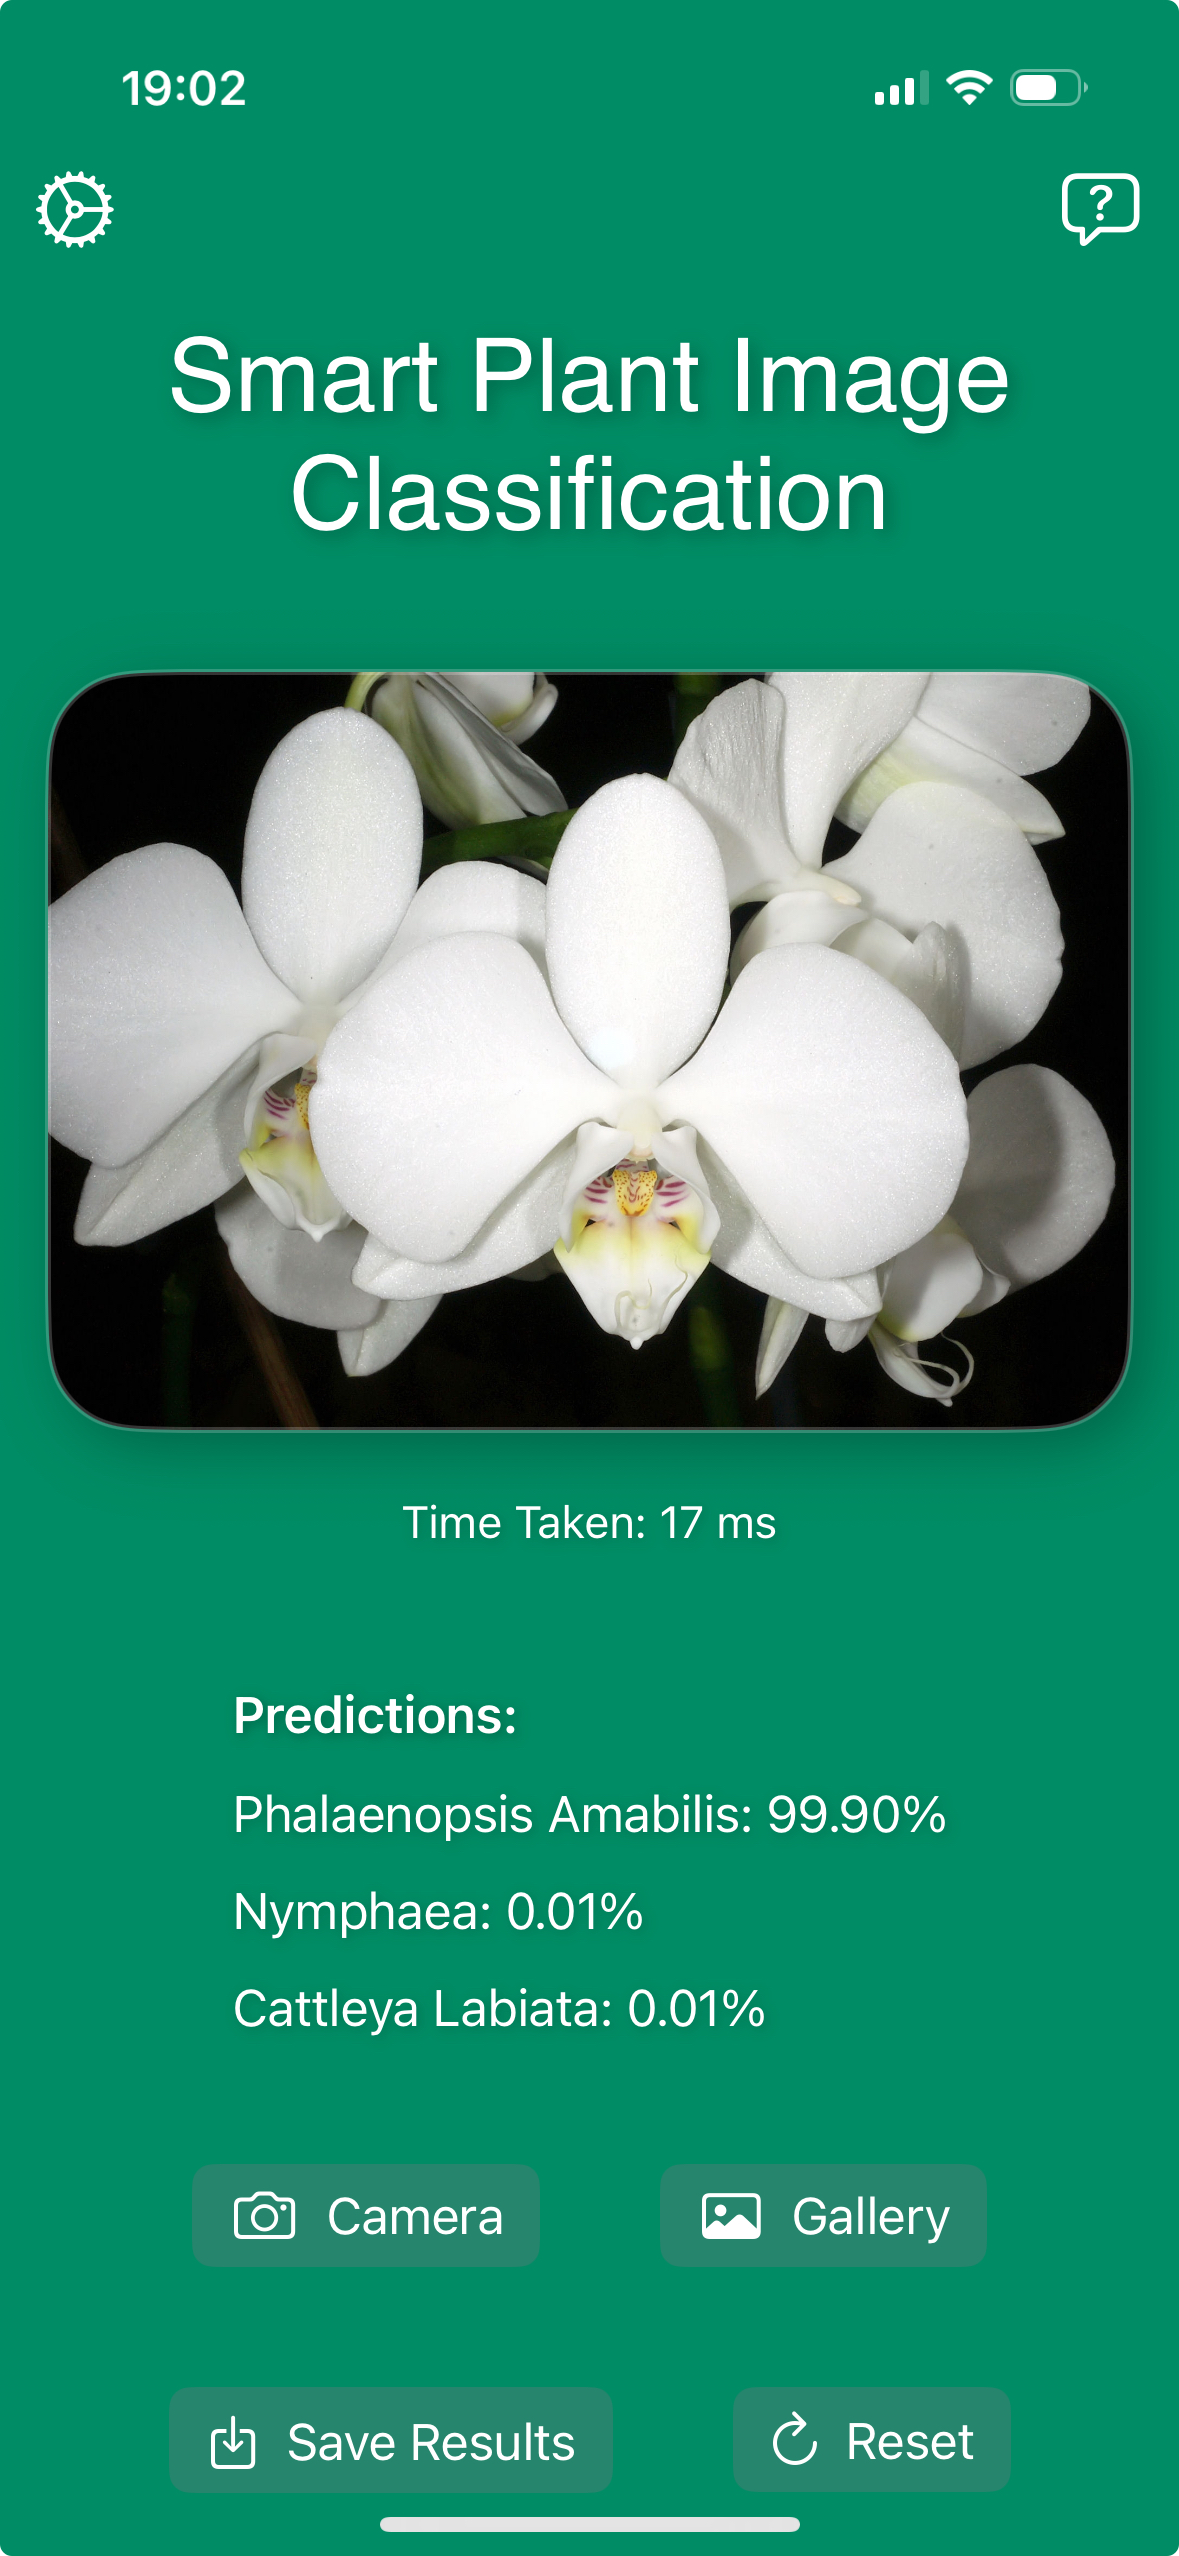 19:02
?
Smart Plant Image
Classification
Time Taken: 17 ms
Predictions:
Phalaenopsis Amabilis: 99.90%
Nymphaea: 0.01%
Cattleya Labiata: 0.01%
Camera
Gallery
Save Results
Reset